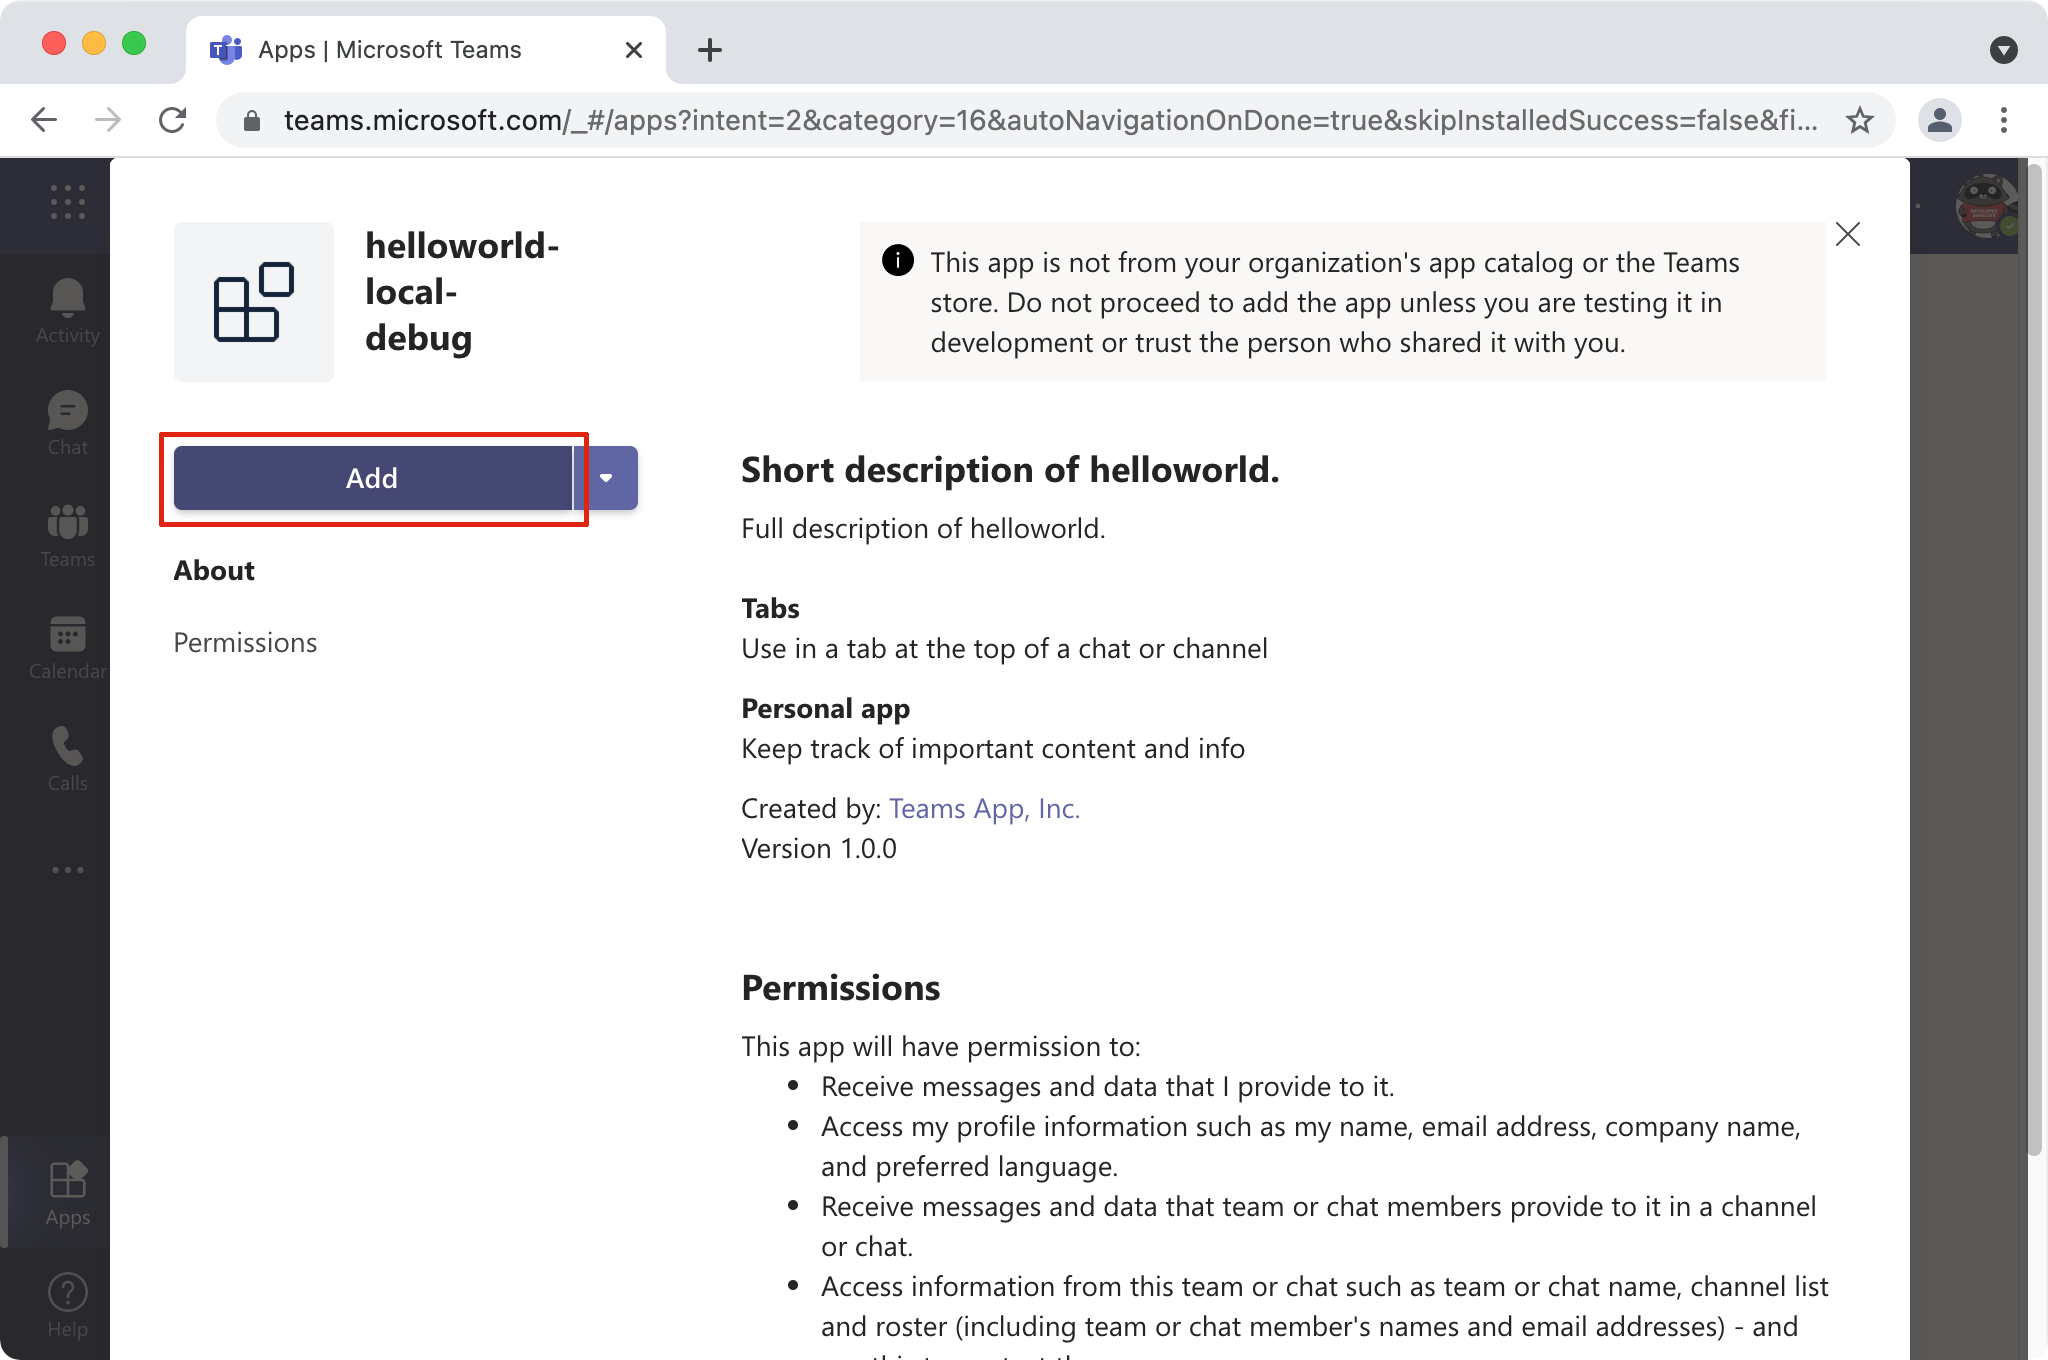 Apps | Microsoft Teams
teams.microsoft.com/_#/apps?intent=2&category=16&autoNavigationOnDone=true&skipInstalledSuccess=false&fi...
Activity
Chat
Teams
Calendar
Calls
Apps
Help
helloworld-
local-
debug
This app is not from your organization's app catalog or the Teams
store. Do not proceed to add the app unless you are testing it in
development or trust the person who shared it with you.
Add
About
Permissions
Short description of helloworld.
Full description of helloworld.
Tabs
Use in a tab at the top of a chat or channel
Personal app
Keep track of important content and info
Created by: Teams App, Inc.
Version 1.0.0
Permissions
This app will have permission to:
• Receive messages and data that I provide to it.
• Access my profile information such as my name, email address, company name,
and preferred language.
• Receive messages and data that team or chat members provide to it in a channel
or chat.
• Access information from this team or chat such as team or chat name, channel list
and roster (including team or chat member's names and email addresses) - and